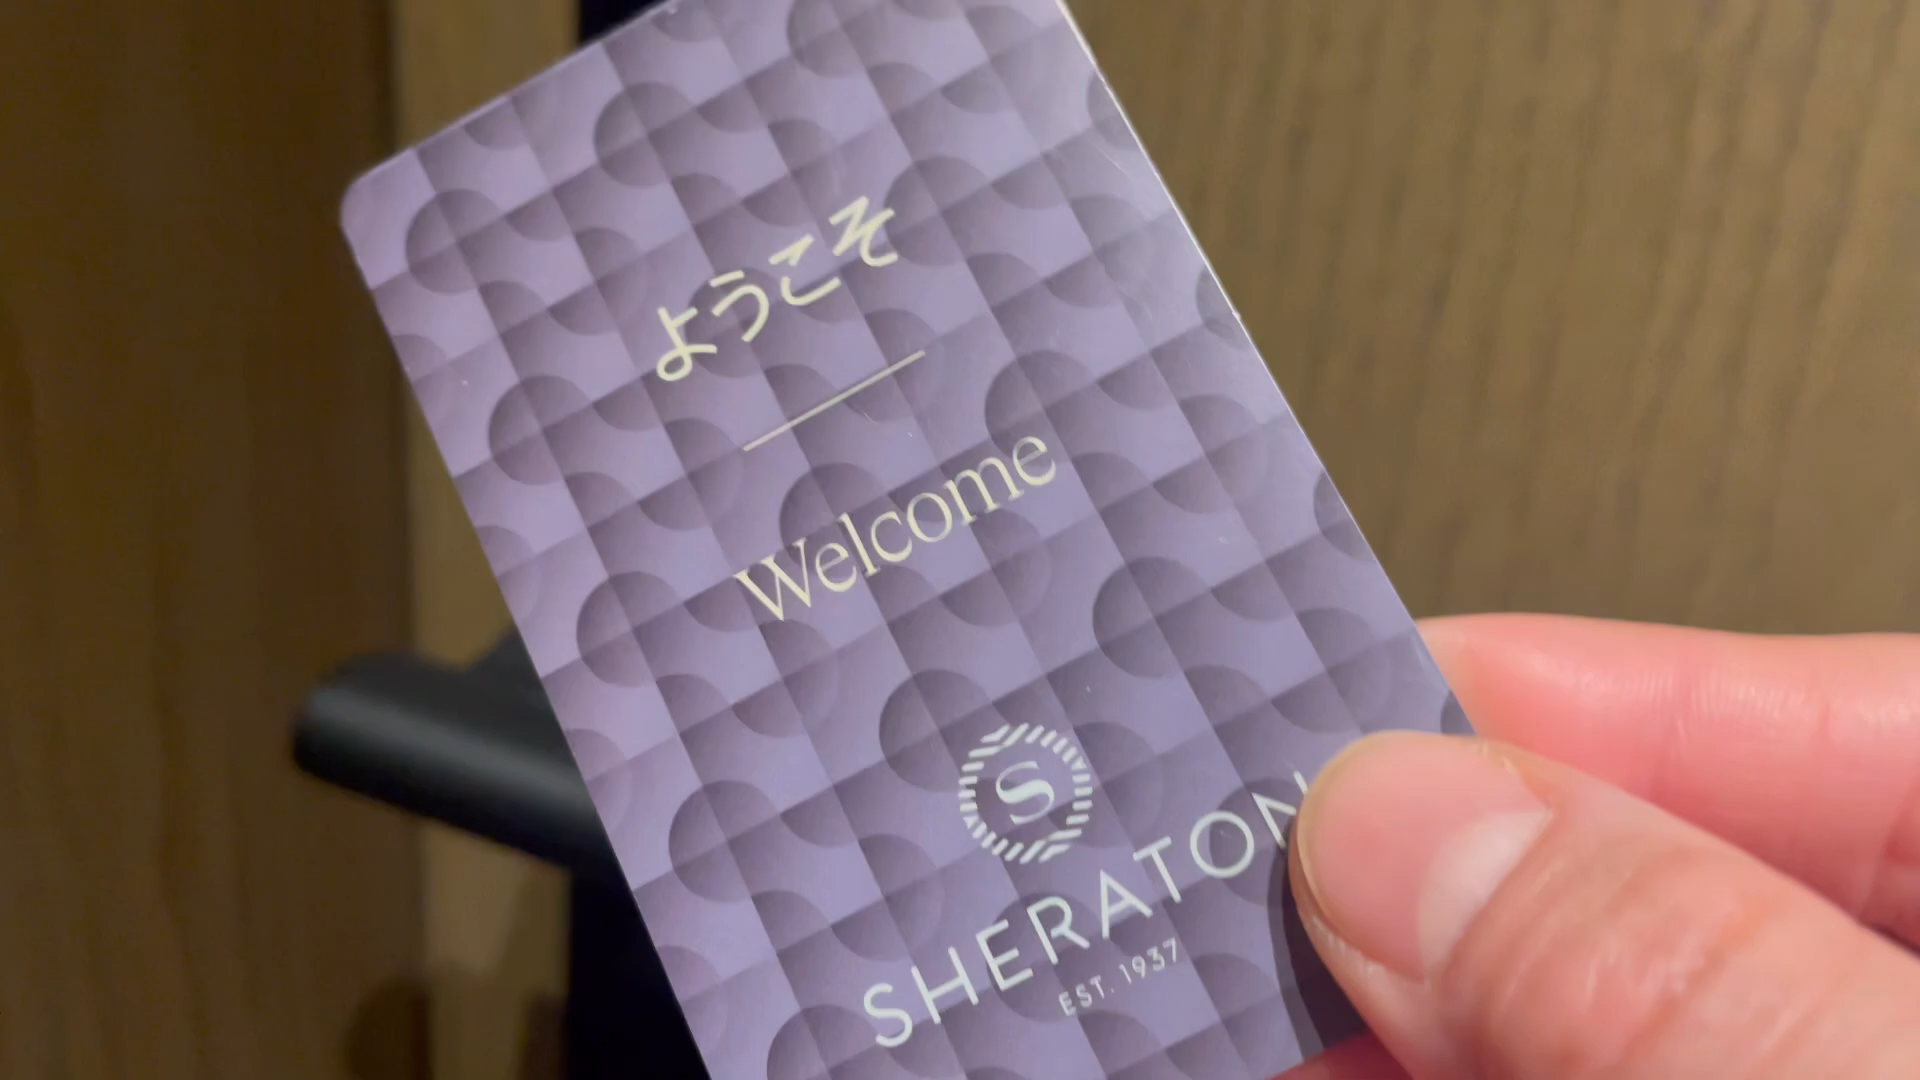 ようこそ
Welcome
S
SHERATON
EST. 1937